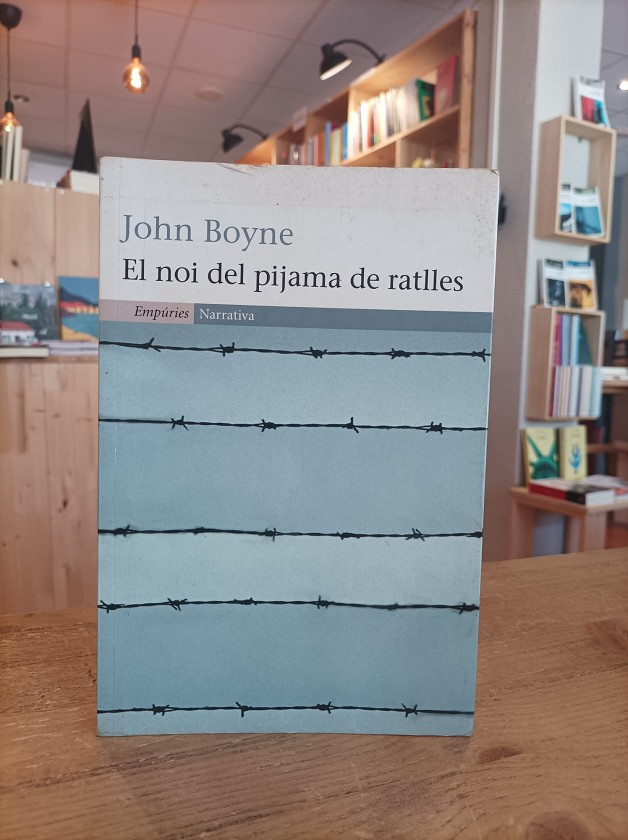 John Boyne
El noi del pijama de ratlles
Empúries Narrativa